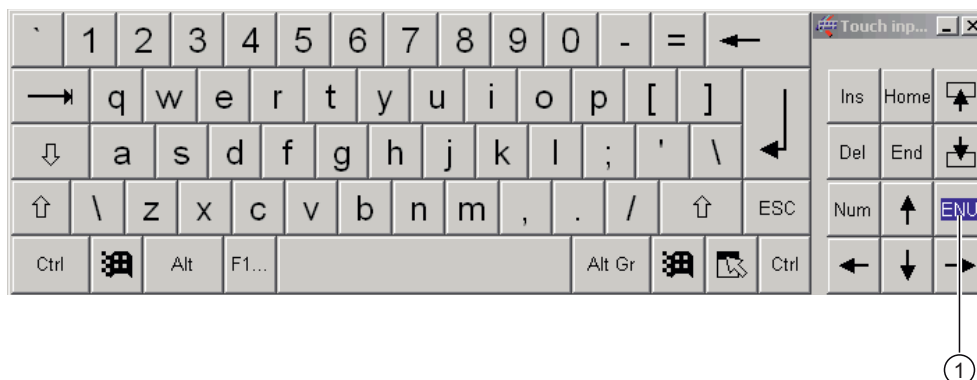 ` 1 2 3 4 5 6 7 8 9 0 - =
Touch inp...
q w e r t y u i o p [ ]
Ins Home
a s d f g h j k l ; ' \
Del End
\ z x c v b n m , . / ESC
Num ENU
Ctrl Alt F1... Alt Gr Ctrl
1